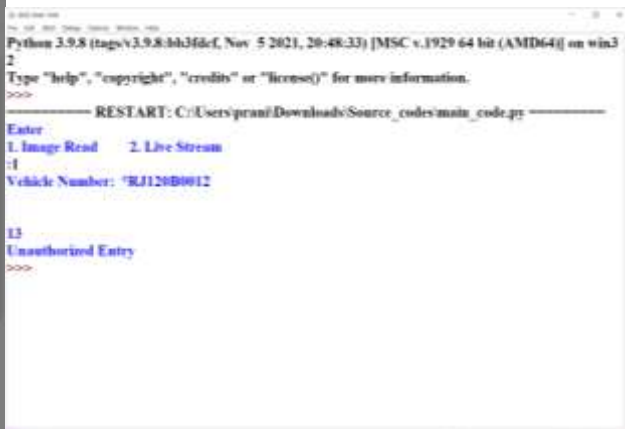 Python 3.9.8 (tags/v3.9.8:bb3fdcf, Nov  5 2021, 20:48:33) [MSC v.1929 64 bit (AMD64)] on win3
2
Type "help", "copyright", "credits" or "license()" for more information.
>>>
========== RESTART: C:\Users\prani\Downloads\Source_codes\main_code.py ==========
Enter
1. Image Read     2. Live Stream
:1
Vehicle Number:  "RJ120B0012
13
Unauthorized Entry
>>>